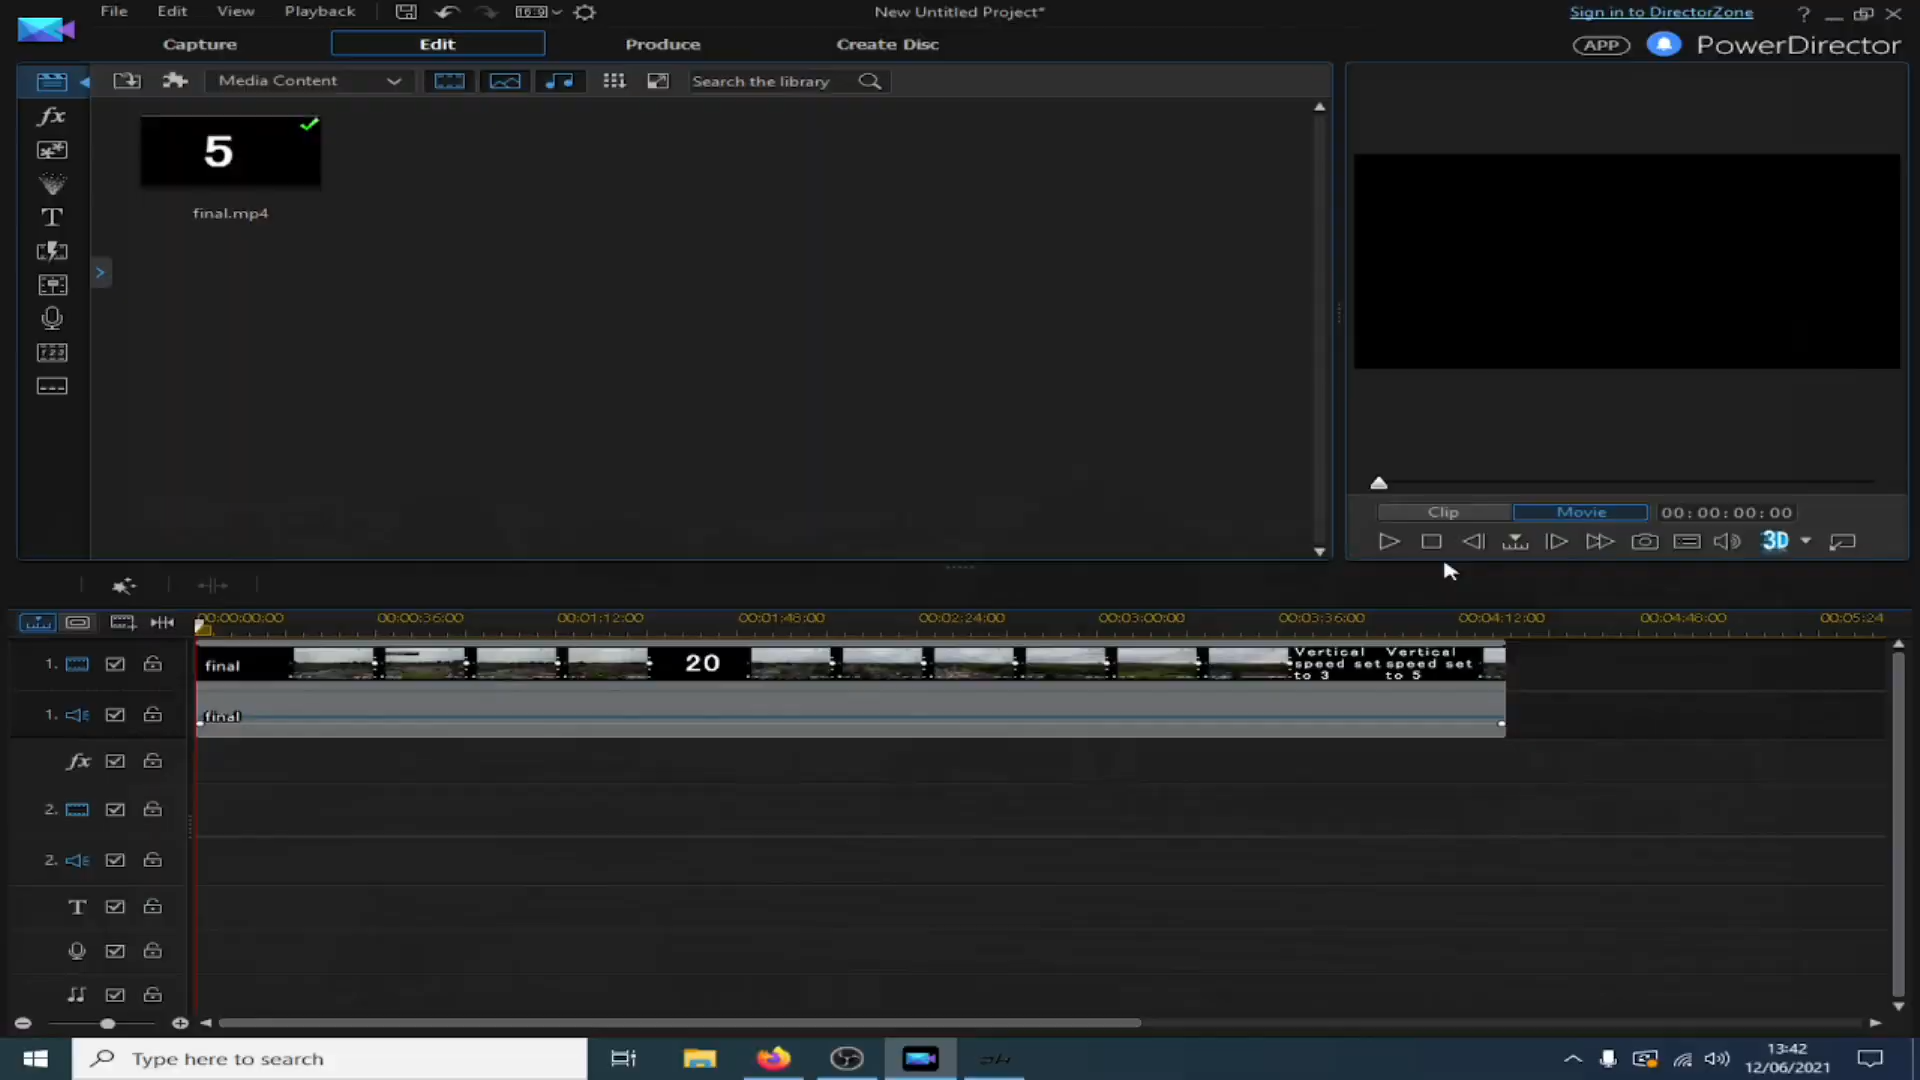 File Edit View Playback 16:9 New Untitled Project* Sign in to DirectorZone ?
Capture Edit Produce Create Disc APP PowerDirector
Media Content Search the library
fx
5
final.mp4
T
Clip Movie 00:00:00:00
3D
00:00:00:00 00:00:36:00 00:01:12:00 00:01:48:00 00:02:24:00 00:03:00:00 00:03:36:00 00:04:12:00 00:04:48:00 00:05:24
1. final 20 Vertical speed set to 3 Vertical speed set to 5
1. final
fx
2.
2.
T
Type here to search
13:42
12/06/2021